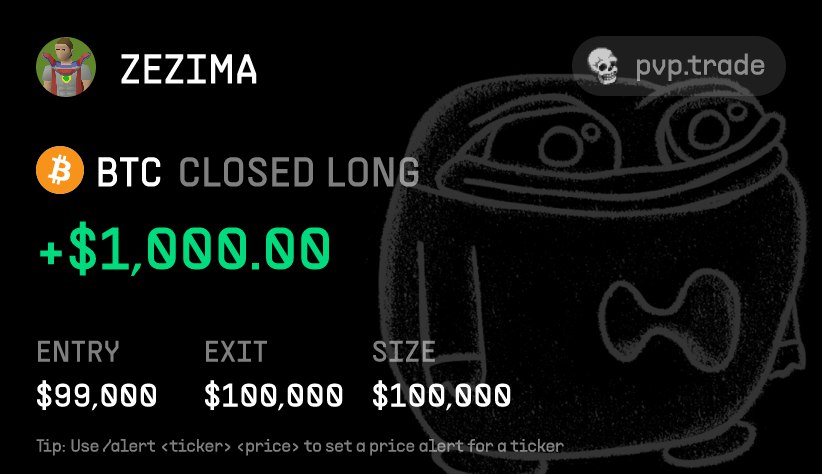 ZEZIMA
pvp.trade
BTC CLOSED LONG
+$1,000.00
ENTRY EXIT SIZE
$99,000 $100,000 $100,000
Tip: Use /alert <ticker> <price> to set a price alert for a ticker